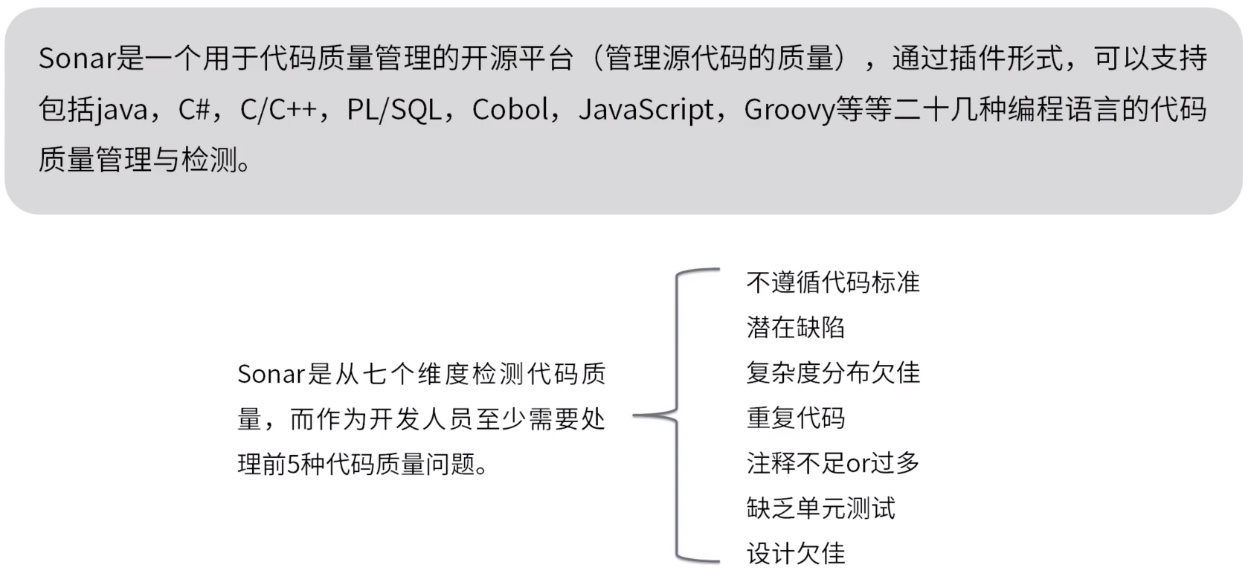 Sonar是一个用于代码质量管理的开源平台（管理源代码的质量），通过插件形式，可以支持
包括java，C#，C/C++，PL/SQL，Cobol，JavaScript，Groovy等等二十几种编程语言的代码
质量管理与检测。
Sonar是从七个维度检测代码质
量，而作为开发人员至少需要处
理前5种代码质量问题。
不遵循代码标准
潜在缺陷
复杂度分布欠佳
重复代码
注释不足or过多
缺乏单元测试
设计欠佳